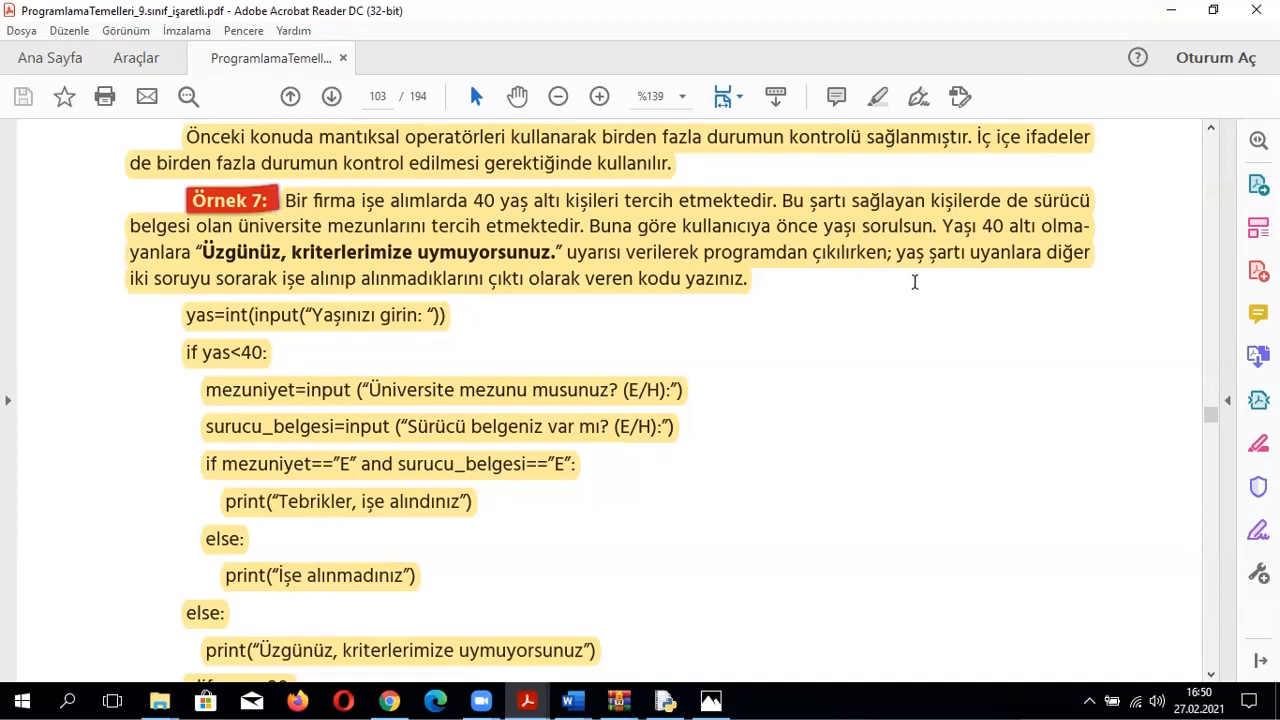 ProgramlamaTemelleri_9.sınıf_işaretli.pdf - Adobe Acrobat Reader DC (32-bit)
Dosya Düzenle Görünüm İmzalama Pencere Yardım
Ana Sayfa Araçlar ProgramlamaTemell... × Oturum Aç
103 / 194 %139
Önceki konuda mantıksal operatörleri kullanarak birden fazla durumun kontrolü sağlanmıştır. İç içe ifadeler
de birden fazla durumun kontrol edilmesi gerektiğinde kullanılır.
Örnek 7: Bir firma işe alımlarda 40 yaş altı kişileri tercih etmektedir. Bu şartı sağlayan kişilerde de sürücü
belgesi olan üniversite mezunlarını tercih etmektedir. Buna göre kullanıcıya önce yaşı sorulsun. Yaşı 40 altı olma-
yanlara “Üzgünüz, kriterlerimize uymuyorsunuz.” uyarısı verilerek programdan çıkılırken; yaş şartı uyanlara diğer
iki soruyu sorarak işe alınıp alınmadıklarını çıktı olarak veren kodu yazınız.
yas=int(input(“Yaşınızı girin: “))
if yas<40:
mezuniyet=input (“Üniversite mezunu musunuz? (E/H):”)
surucu_belgesi=input (“Sürücü belgeniz var mı? (E/H):”)
if mezuniyet==”E” and surucu_belgesi==”E”:
print(“Tebrikler, işe alındınız”)
else:
print(“İşe alınmadınız”)
else:
print(“Üzgünüz, kriterlerimize uymuyorsunuz”)
16:50
27.02.2021